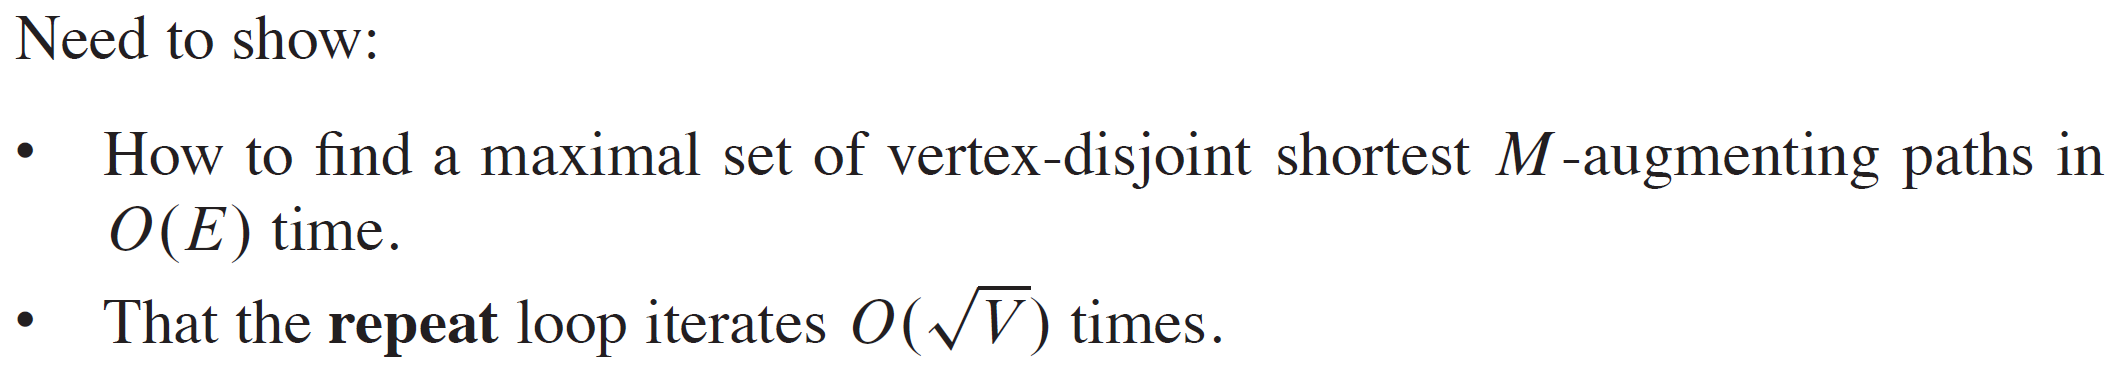 Need to show:
• How to find a maximal set of vertex-disjoint shortest M-augmenting paths in
O(E) time.
• That the repeat loop iterates O(√V) times.